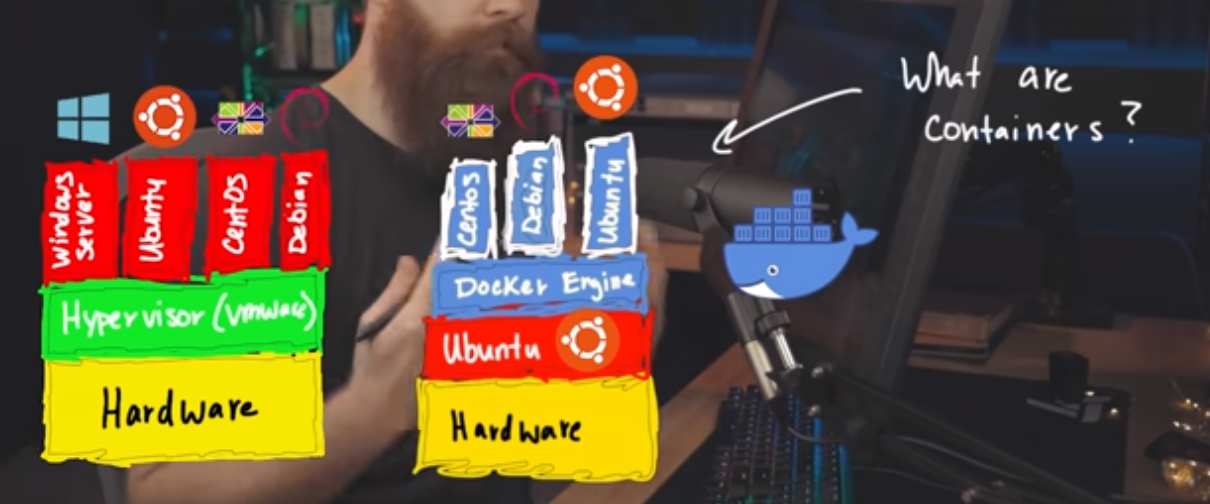 Windows
Server
Ubuntu
CentOS
Debian
Hypervisor (vmware)
Hardware
Centos
Debian
Ubuntu
Docker Engine
Ubuntu
Hardware
What are
Containers?